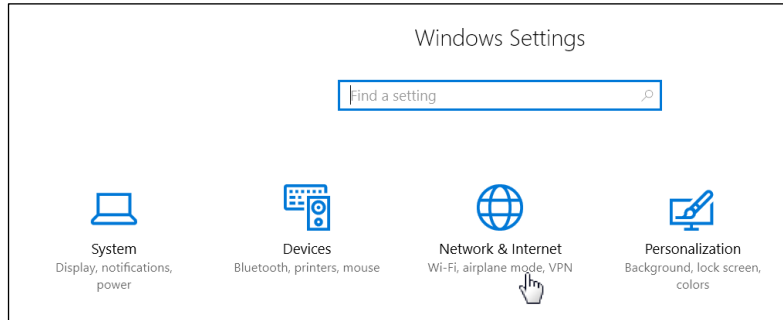 Windows Settings
Find a setting
System
Display, notifications,
power
Devices
Bluetooth, printers, mouse
Network & Internet
Wi-Fi, airplane mode, VPN
Personalization
Background, lock screen,
colors